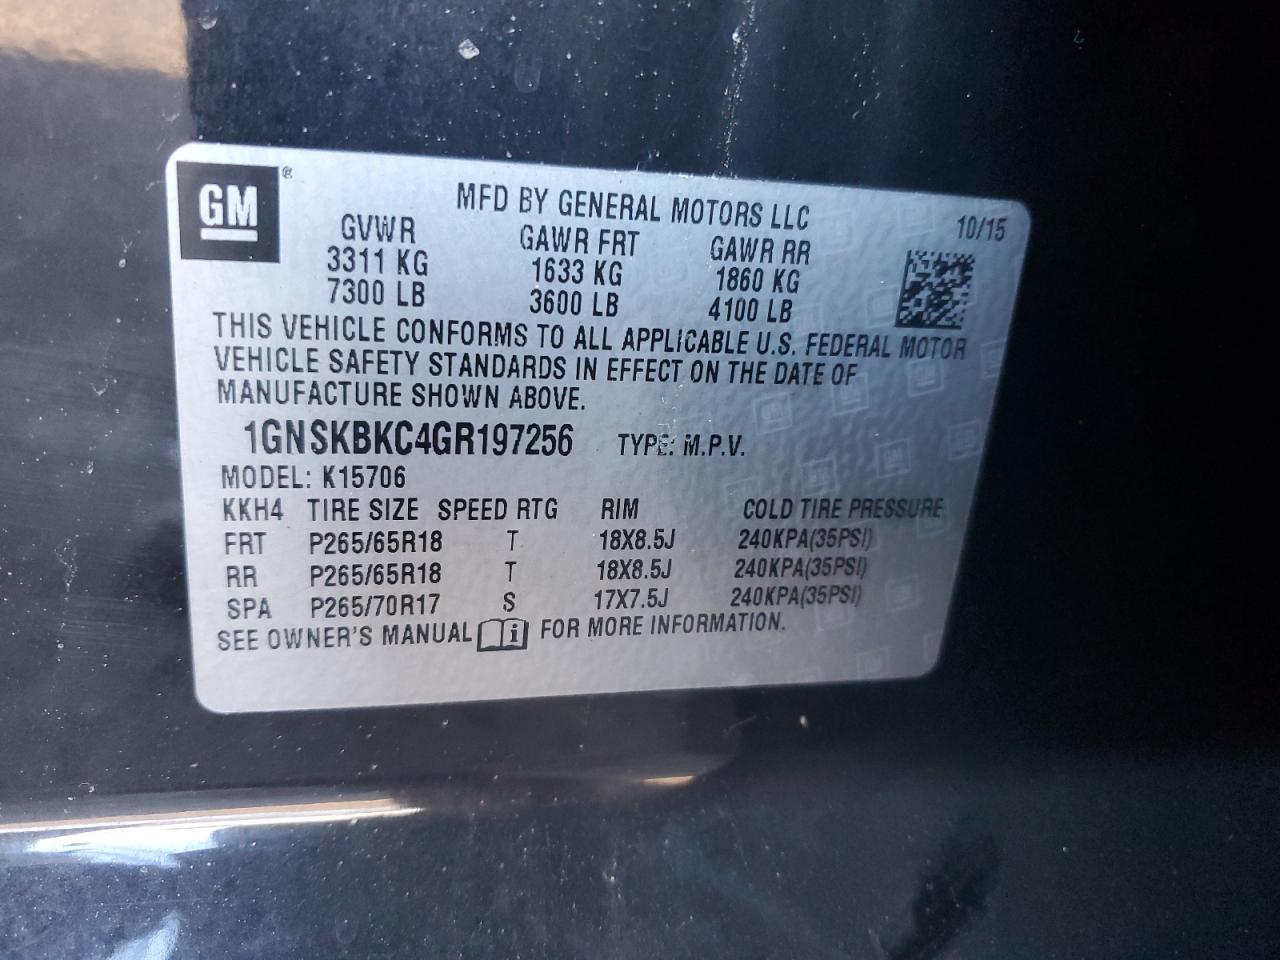 GM ®
MFD BY GENERAL MOTORS LLC
10/15
GVWR GAWR FRT GAWR RR
3311 KG 1633 KG 1860 KG
7300 LB 3600 LB 4100 LB
THIS VEHICLE CONFORMS TO ALL APPLICABLE U.S. FEDERAL MOTOR
VEHICLE SAFETY STANDARDS IN EFFECT ON THE DATE OF
MANUFACTURE SHOWN ABOVE.
1GNSKBKC4GR197256 TYPE: M.P.V.
MODEL: K15706
KKH4 TIRE SIZE SPEED RTG RIM COLD TIRE PRESSURE
FRT P265/65R18 T 18X8.5J 240KPA(35PSI)
RR P265/65R18 T 18X8.5J 240KPA(35PSI)
SPA P265/70R17 S 17X7.5J 240KPA(35PSI)
SEE OWNER'S MANUAL i FOR MORE INFORMATION.